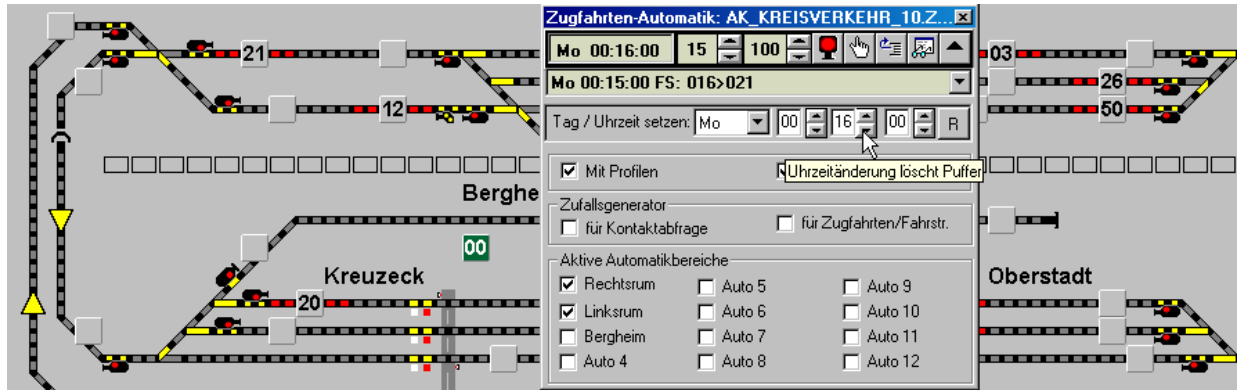 Zugfahrten-Automatik: AK_KREISVERKEHR_10.Z...
Mo 00:16:00 15 100
Mo 00:15:00 FS: 016>021
Tag / Uhrzeit setzen: Mo 00 16 00 R
Mit Profilen
Uhrzeitänderung löscht Puffer
Zufallsgenerator
für Kontaktabfrage
für Zugfahrten/Fahrstr.
Aktive Automatikbereiche
Rechtsrum Auto 5 Auto 9
Linksrum Auto 6 Auto 10
Bergheim Auto 7 Auto 11
Auto 4 Auto 8 Auto 12
21
12
Berghe
00
Kreuzeck
20
03
26
50
Oberstadt